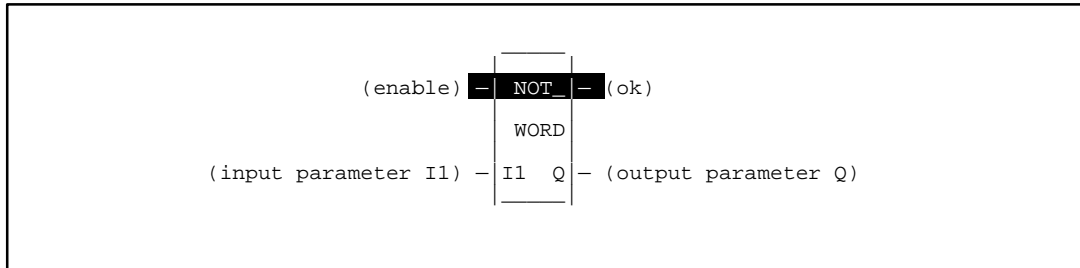 (enable) — NOT_ — (ok)
WORD
(input parameter I1) — I1 Q — (output parameter Q)